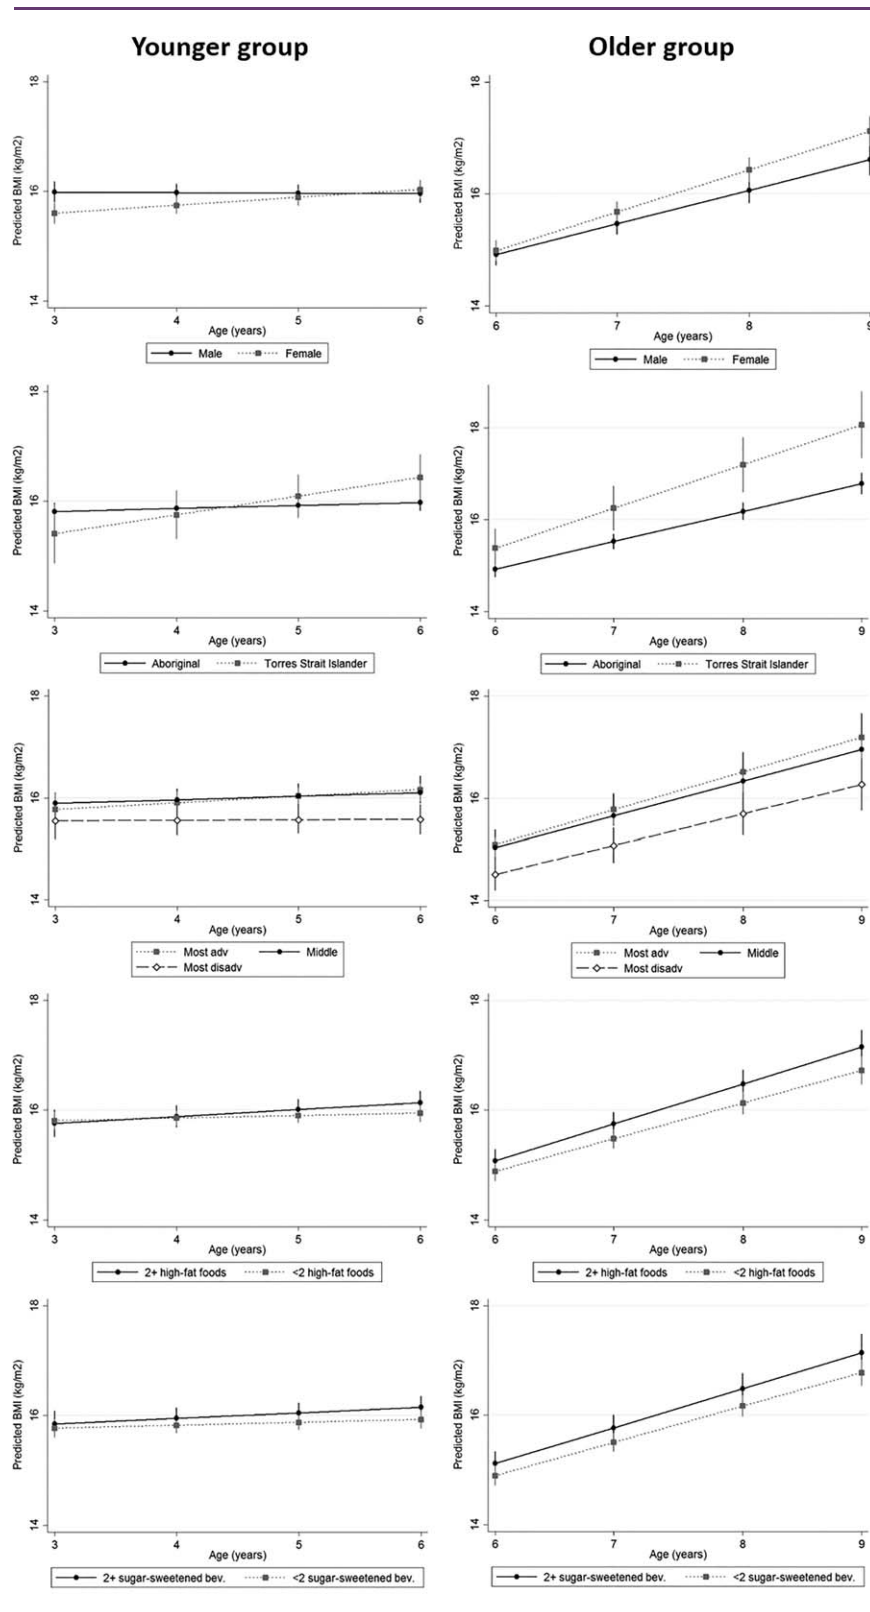 Younger group Older group
Predicted BMI (kg/m2) 18 16 14 Predicted BMI (kg/m2) 18 16 14
3 4 5 6 6 7 8 9
Age (years) Age (years)
Male Female Male Female
Predicted BMI (kg/m2) 18 16 14 Predicted BMI (kg/m2) 18 16 14
3 4 5 6 6 7 8 9
Age (years) Age (years)
Aboriginal Torres Strait Islander Aboriginal Torres Strait Islander
Predicted BMI (kg/m2) 18 16 14 Predicted BMI (kg/m2) 18 16 14
3 4 5 6 6 7 8 9
Age (years) Age (years)
Most adv Middle Most adv Middle
Most disadv Most disadv
Predicted BMI (kg/m2) 18 16 14 Predicted BMI (kg/m2) 18 16 14
3 4 5 6 6 7 8 9
Age (years) Age (years)
2+ high-fat foods <2 high-fat foods 2+ high-fat foods <2 high-fat foods
Predicted BMI (kg/m2) 18 16 14 Predicted BMI (kg/m2) 18 16 14
3 4 5 6 6 7 8 9
Age (years) Age (years)
2+ sugar-sweetened bev. <2 sugar-sweetened bev. 2+ sugar-sweetened bev. <2 sugar-sweetened bev.